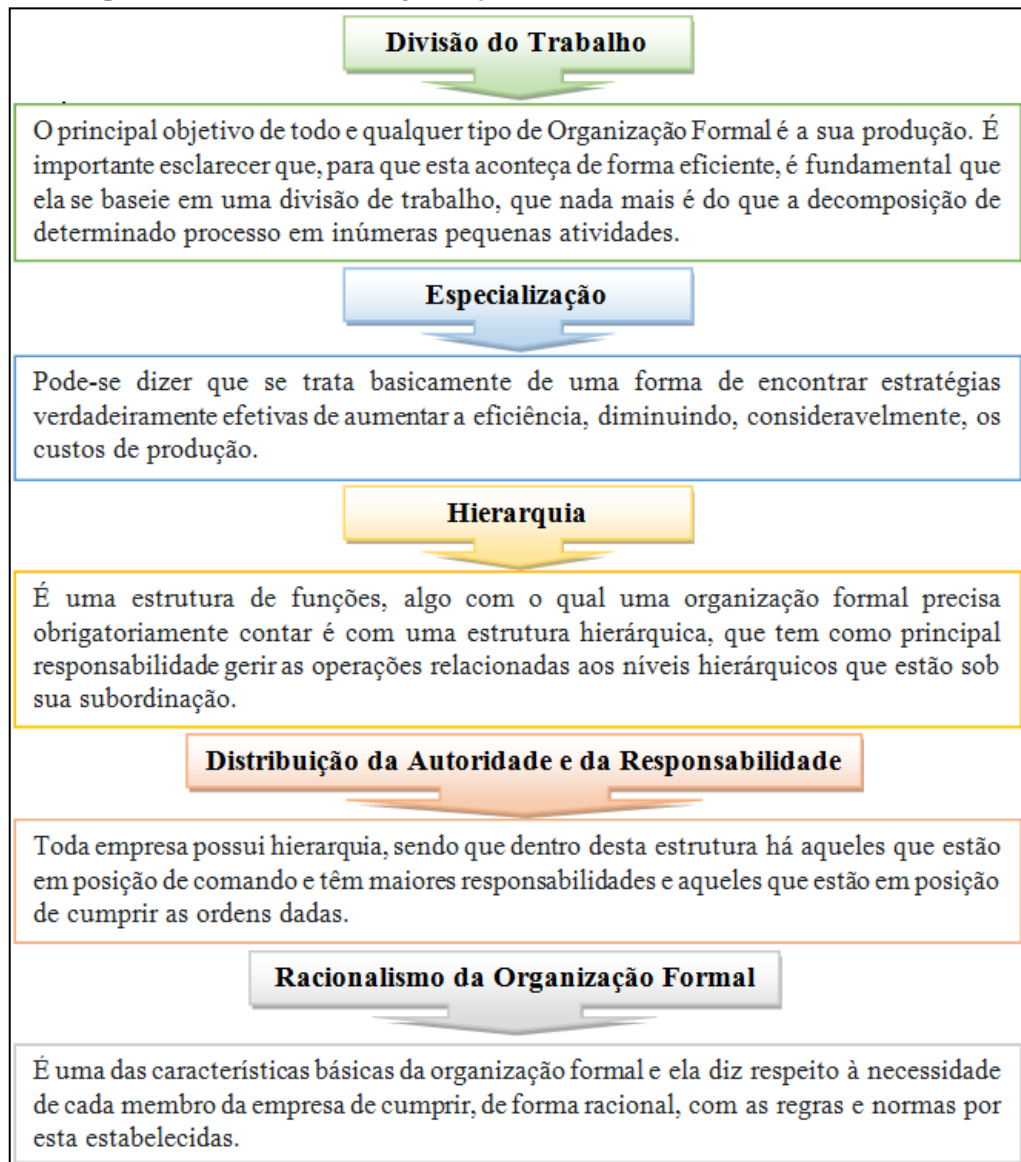 Divisão do Trabalho
O principal objetivo de todo e qualquer tipo de Organização Formal é a sua produção. É
importante esclarecer que, para que esta aconteça de forma eficiente, é fundamental que
ela se baseie em uma divisão de trabalho, que nada mais é do que a decomposição de
determinado processo em inúmeras pequenas atividades.
Especialização
Pode-se dizer que se trata basicamente de uma forma de encontrar estratégias
verdadeiramente efetivas de aumentar a eficiência, diminuindo, consideravelmente, os
custos de produção.
Hierarquia
É uma estrutura de funções, algo com o qual uma organização formal precisa
obrigatoriamente contar é com uma estrutura hierárquica, que tem como principal
responsabilidade gerir as operações relacionadas aos níveis hierárquicos que estão sob
sua subordinação.
Distribuição da Autoridade e da Responsabilidade
Toda empresa possui hierarquia, sendo que dentro desta estrutura há aqueles que estão
em posição de comando e têm maiores responsabilidades e aqueles que estão em posição
de cumprir as ordens dadas.
Racionalismo da Organização Formal
É uma das características básicas da organização formal e ela diz respeito à necessidade
de cada membro da empresa de cumprir, de forma racional, com as regras e normas por
esta estabelecidas.